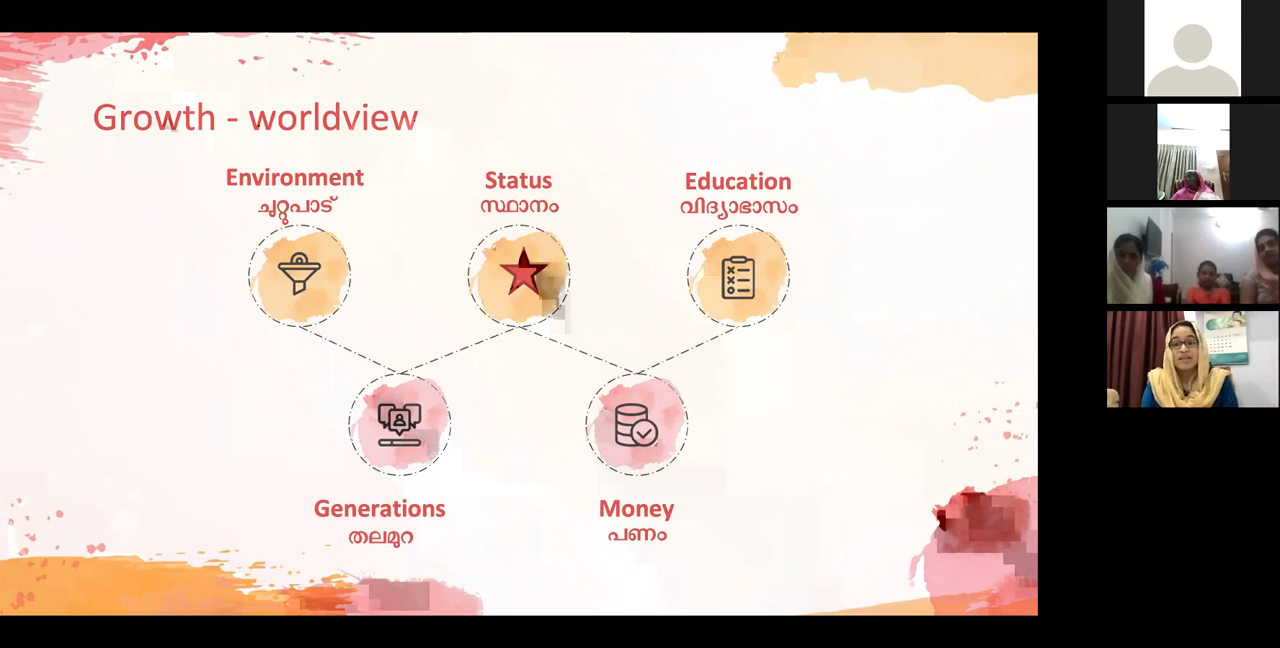 Growth - worldview
Environment
ചുറ്റുപാട്
Status
സ്ഥാനം
Education
വിദ്യാഭാസം
Generations
തലമുറ
Money
പണം